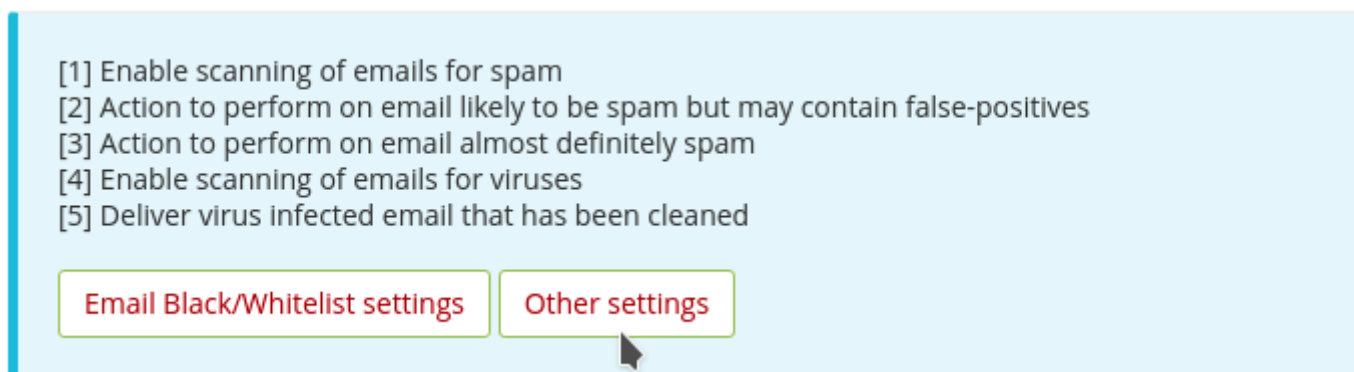 [1] Enable scanning of emails for spam
[2] Action to perform on email likely to be spam but may contain false-positives
[3] Action to perform on email almost definitely spam
[4] Enable scanning of emails for viruses
[5] Deliver virus infected email that has been cleaned
Email Black/Whitelist settings Other settings